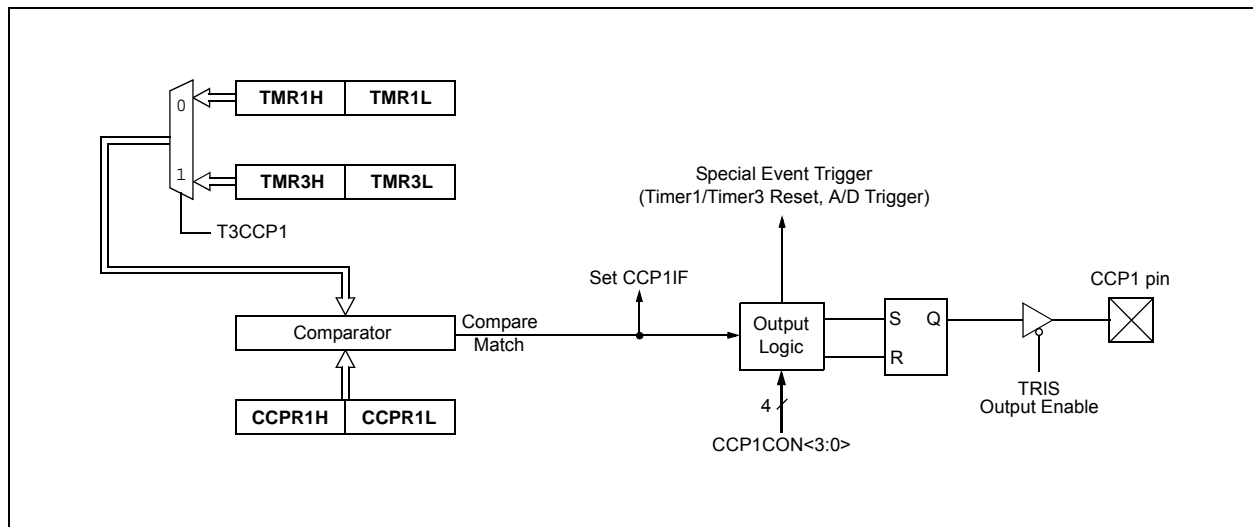 0
TMR1H TMR1L
1
TMR3H TMR3L
T3CCP1
Special Event Trigger
(Timer1/Timer3 Reset, A/D Trigger)
Set CCP1IF
CCP1 pin
Comparator
Compare
Match
Output
Logic
S Q
R
CCPR1H CCPR1L
4
CCP1CON<3:0>
TRIS
Output Enable